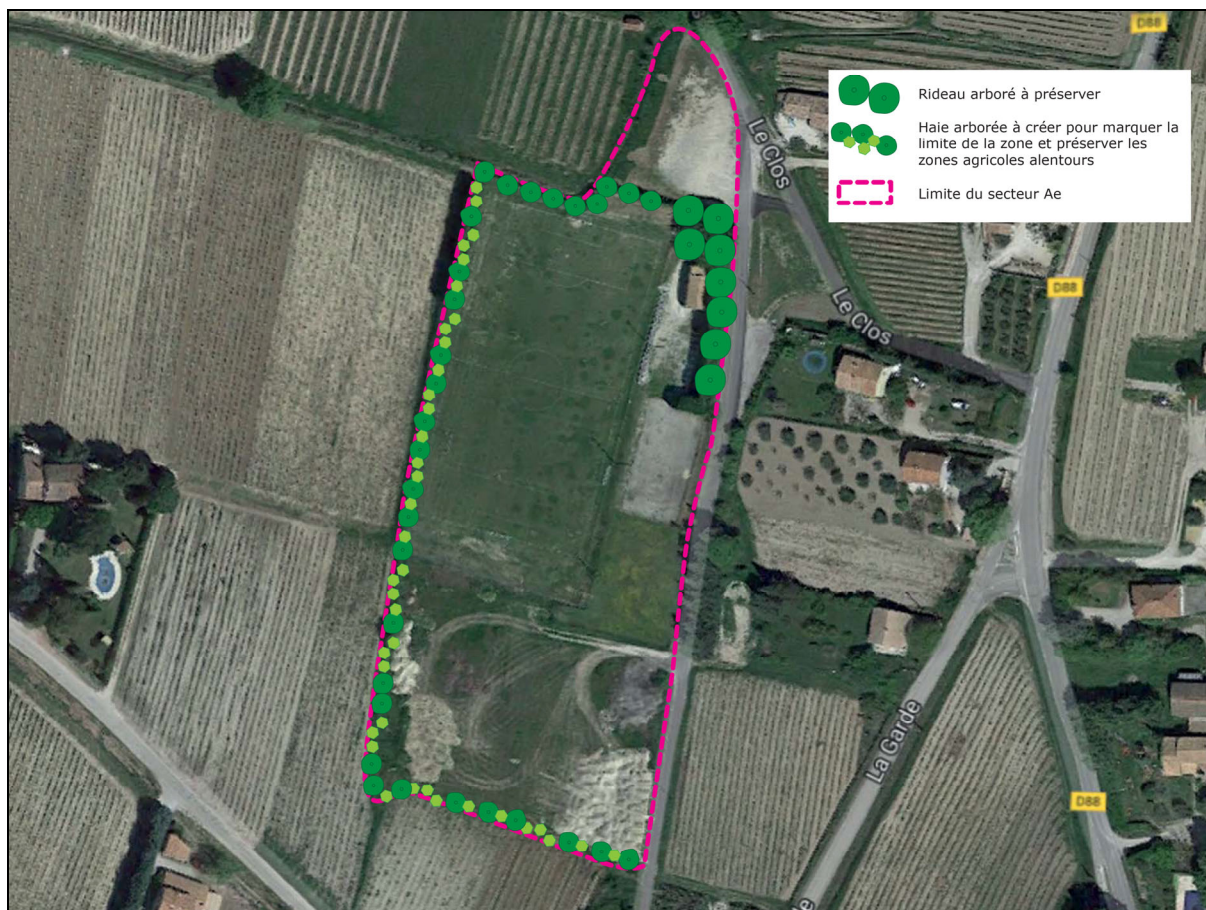 D88
Rideau arboré à préserver
Haie arborée à créer pour marquer la
limite de la zone et préserver les
zones agricoles alentours
Limite du secteur Ae
Le Clos
D88
Le Clos
La Garde
D88